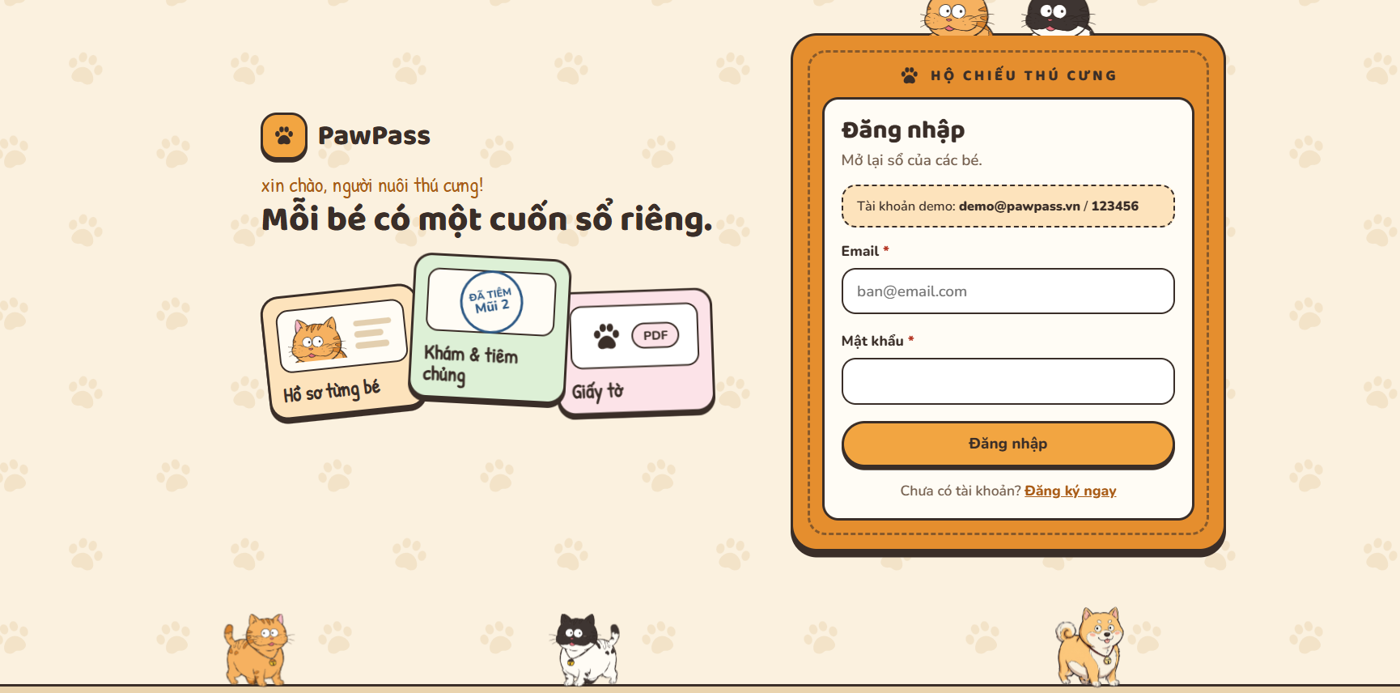 PawPass
xin chào, người nuôi thú cưng!
Mỗi bé có một cuốn sổ riêng.
Hồ sơ từng bé
ĐÃ TIÊM
Mũi 2
Khám & tiêm
chủng
PDF
Giấy tờ
HỘ CHIẾU THÚ CƯNG
Đăng nhập
Mở lại sổ của các bé.
Tài khoản demo: demo@pawpass.vn / 123456
Email *
ban@email.com
Mật khẩu *
Đăng nhập
Chưa có tài khoản? Đăng ký ngay